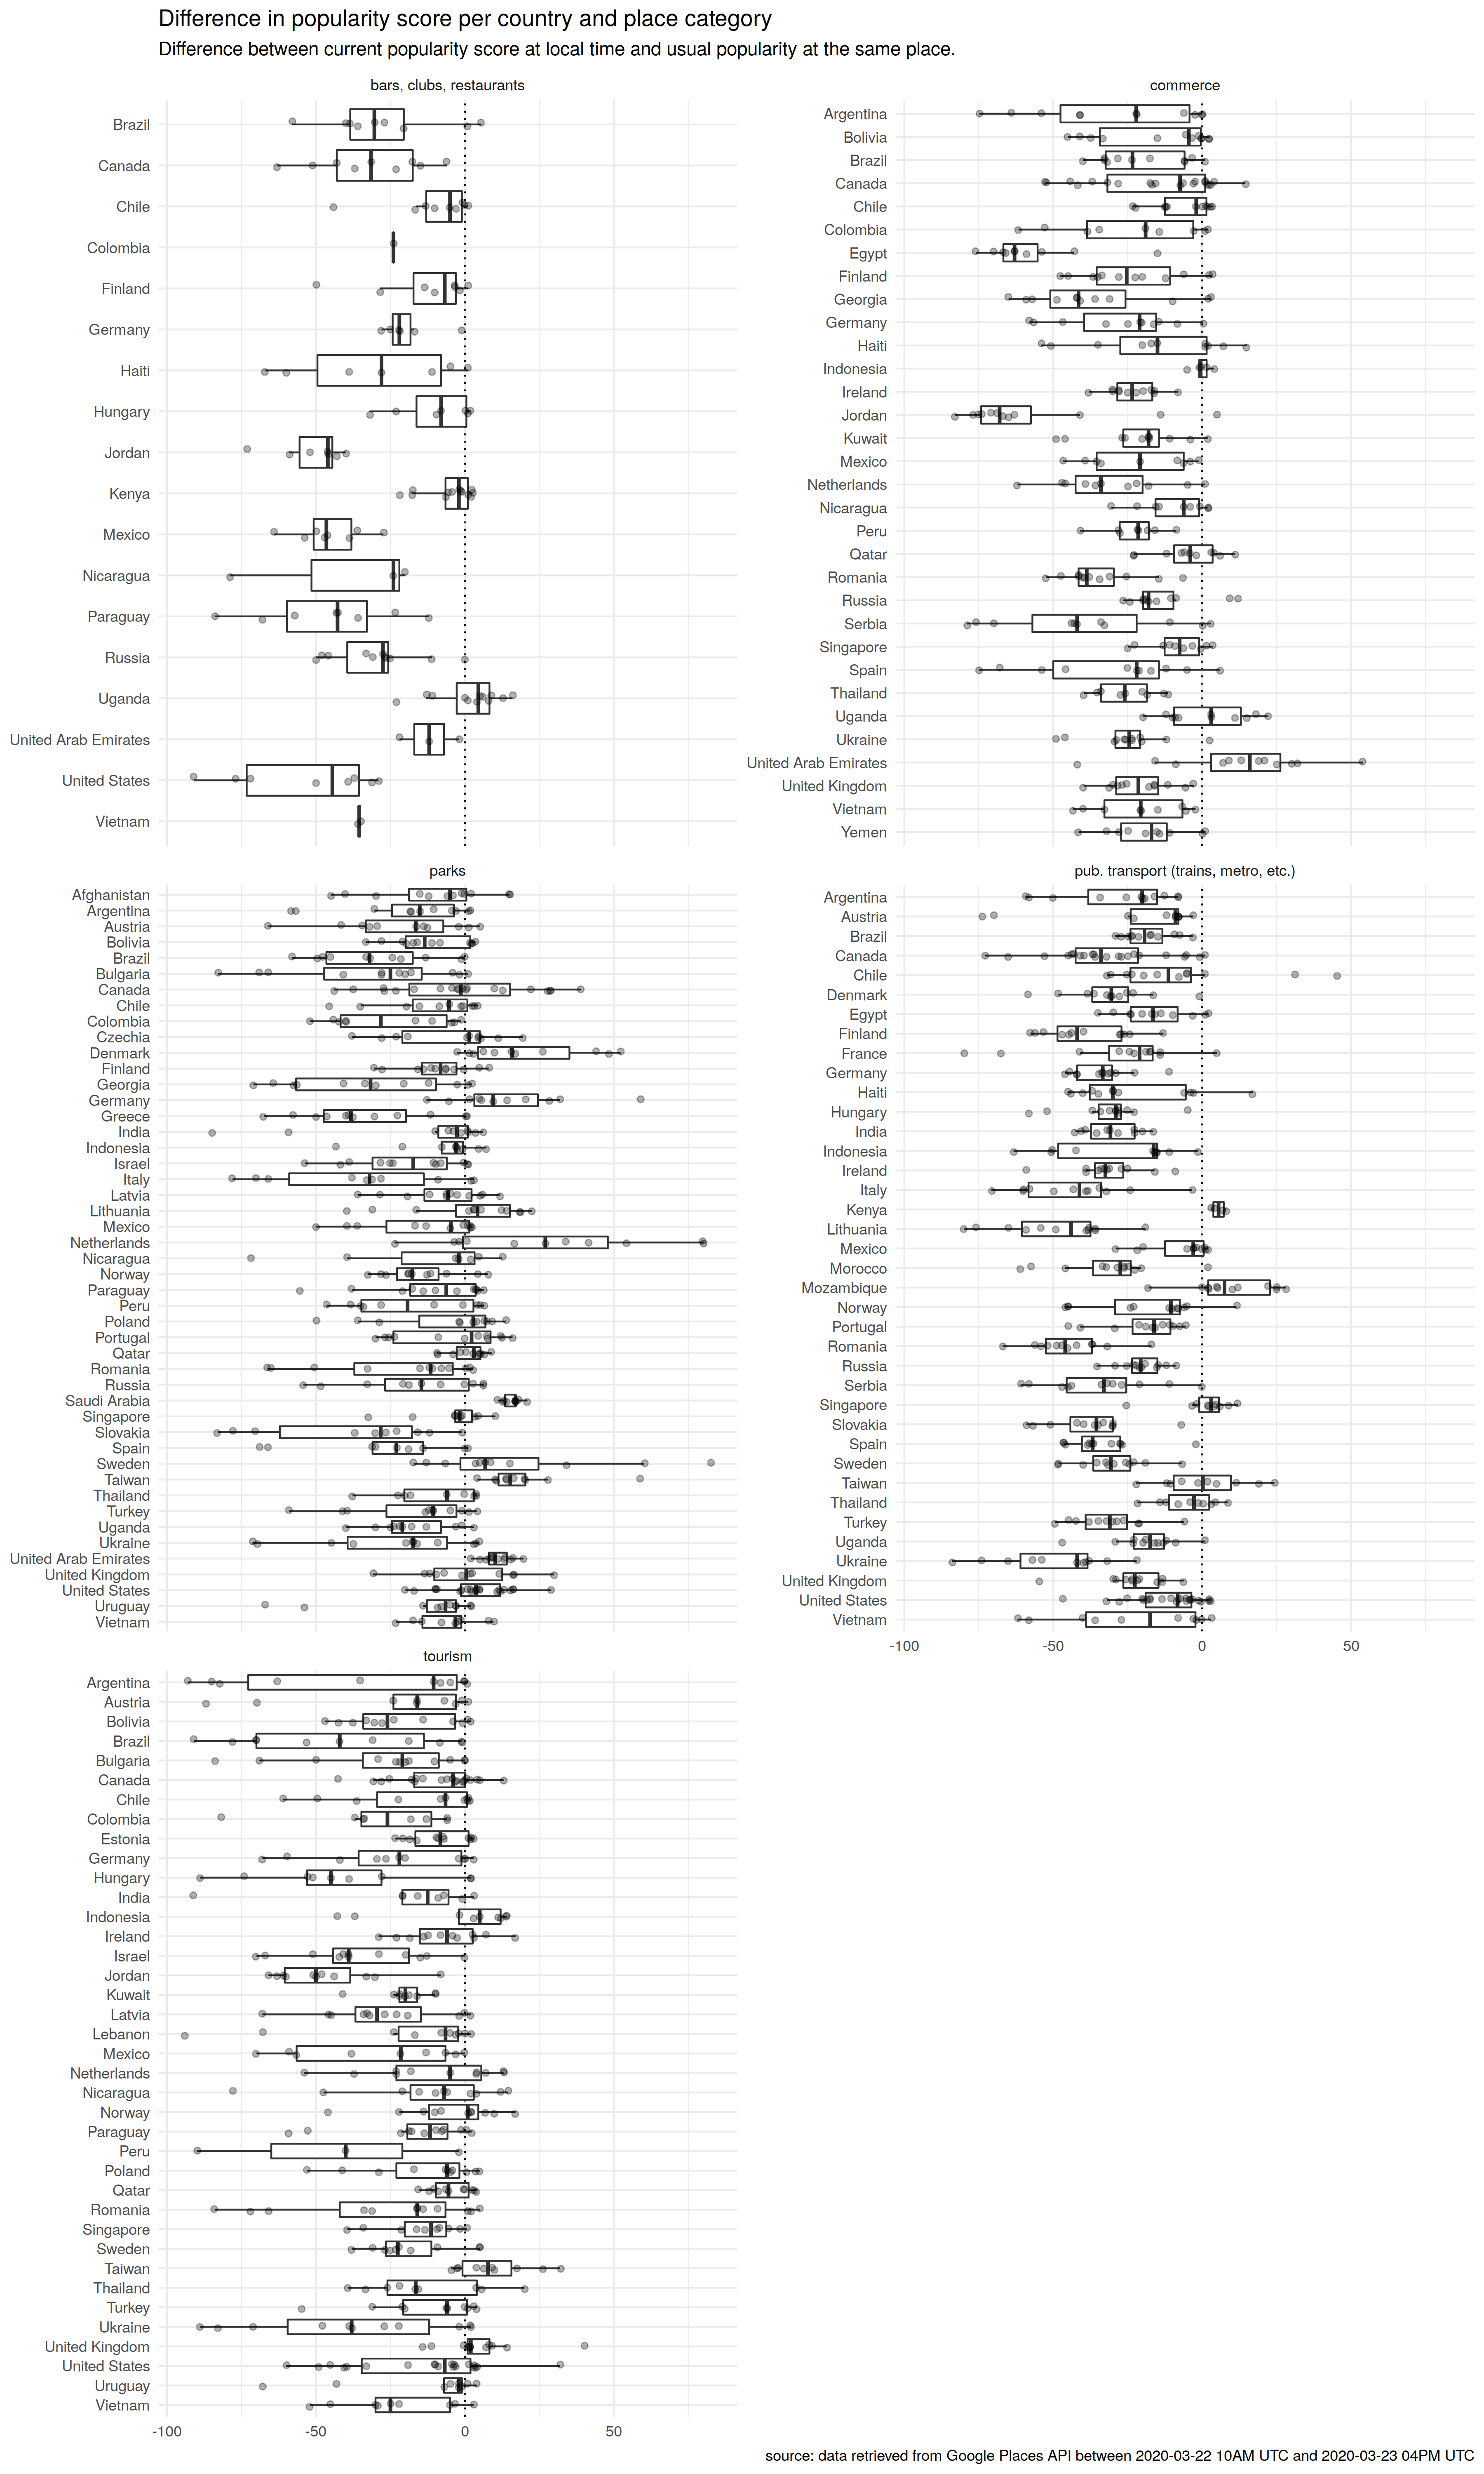 Difference in popularity score per country and place category
Difference between current popularity score at local time and usual popularity at the same place.
bars, clubs, restaurants
Brazil
Canada
Chile
Colombia
Finland
Germany
Haiti
Hungary
Jordan
Kenya
Mexico
Nicaragua
Paraguay
Russia
Uganda
United Arab Emirates
United States
Vietnam
commerce
Argentina
Bolivia
Brazil
Canada
Chile
Colombia
Egypt
Finland
Georgia
Germany
Haiti
Indonesia
Ireland
Jordan
Kuwait
Mexico
Netherlands
Nicaragua
Peru
Qatar
Romania
Russia
Serbia
Singapore
Spain
Thailand
Uganda
Ukraine
United Arab Emirates
United Kingdom
Vietnam
Yemen
parks
Afghanistan
Argentina
Austria
Bolivia
Brazil
Bulgaria
Canada
Chile
Colombia
Czechia
Denmark
Finland
Georgia
Germany
Greece
India
Indonesia
Israel
Italy
Latvia
Lithuania
Mexico
Netherlands
Nicaragua
Norway
Paraguay
Peru
Poland
Portugal
Qatar
Romania
Russia
Saudi Arabia
Singapore
Slovakia
Spain
Sweden
Taiwan
Thailand
Turkey
Uganda
Ukraine
United Arab Emirates
United Kingdom
United States
Uruguay
Vietnam
pub. transport (trains, metro, etc.)
Argentina
Austria
Brazil
Canada
Chile
Denmark
Egypt
Finland
France
Germany
Haiti
Hungary
India
Indonesia
Ireland
Italy
Kenya
Lithuania
Mexico
Morocco
Mozambique
Norway
Portugal
Romania
Russia
Serbia
Singapore
Slovakia
Spain
Sweden
Taiwan
Thailand
Turkey
Uganda
Ukraine
United Kingdom
United States
Vietnam
-100 -50 0 50
tourism
Argentina
Austria
Bolivia
Brazil
Bulgaria
Canada
Chile
Colombia
Estonia
Germany
Hungary
India
Indonesia
Ireland
Israel
Jordan
Kuwait
Latvia
Lebanon
Mexico
Netherlands
Nicaragua
Norway
Paraguay
Peru
Poland
Qatar
Romania
Singapore
Sweden
Taiwan
Thailand
Turkey
Ukraine
United Kingdom
United States
Uruguay
Vietnam
-100 -50 0 50
source: data retrieved from Google Places API between 2020-03-22 10AM UTC and 2020-03-23 04PM UTC